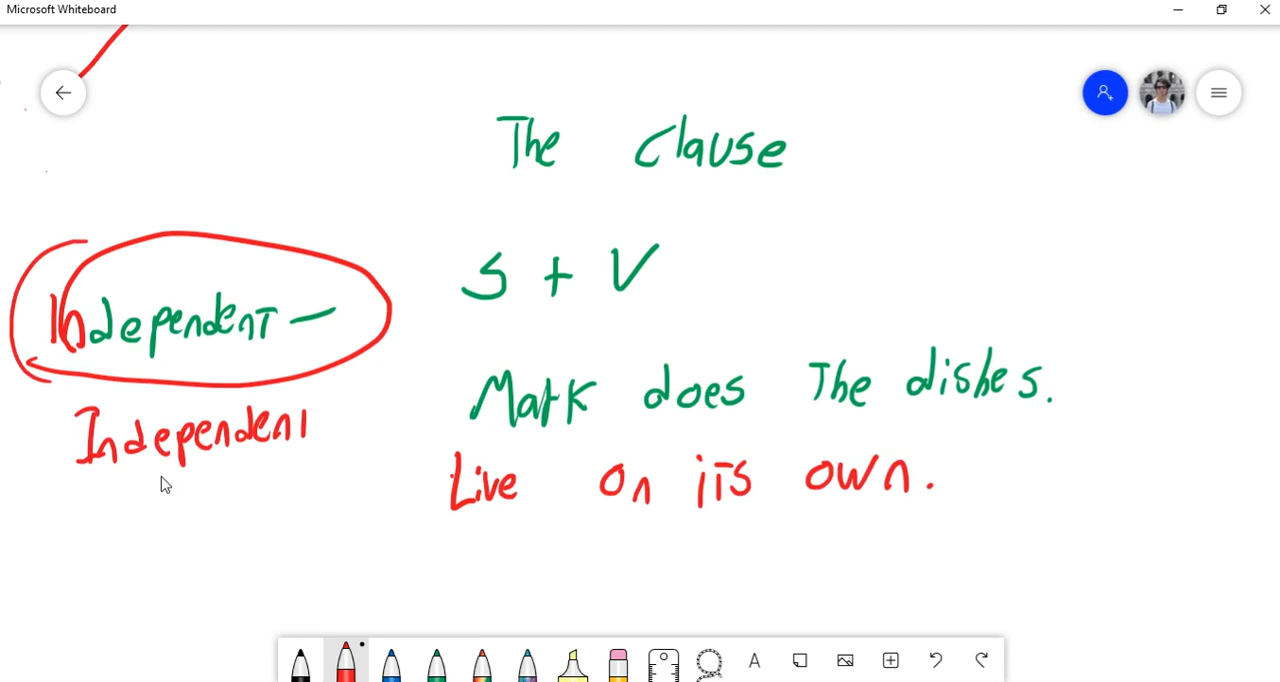 Microsoft Whiteboard
The Clause
S + V
Independent -
Mark does The dishes.
Independent
Live on iTs own.
A